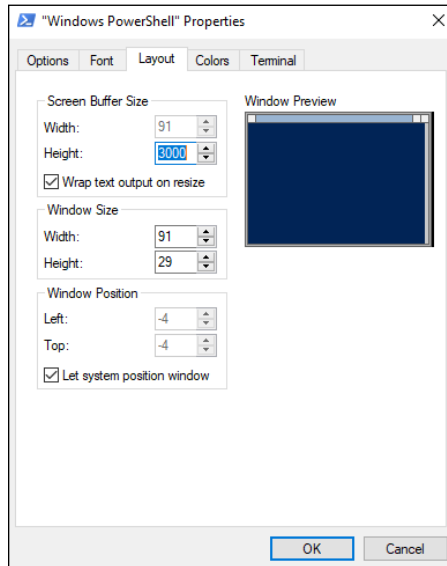 "Windows PowerShell" Properties
Options Font Layout Colors Terminal
Screen Buffer Size
Width: 91
Height: 3000
Wrap text output on resize
Window Size
Width: 91
Height: 29
Window Position
Left: -4
Top: -4
Let system position window
Window Preview
OK Cancel